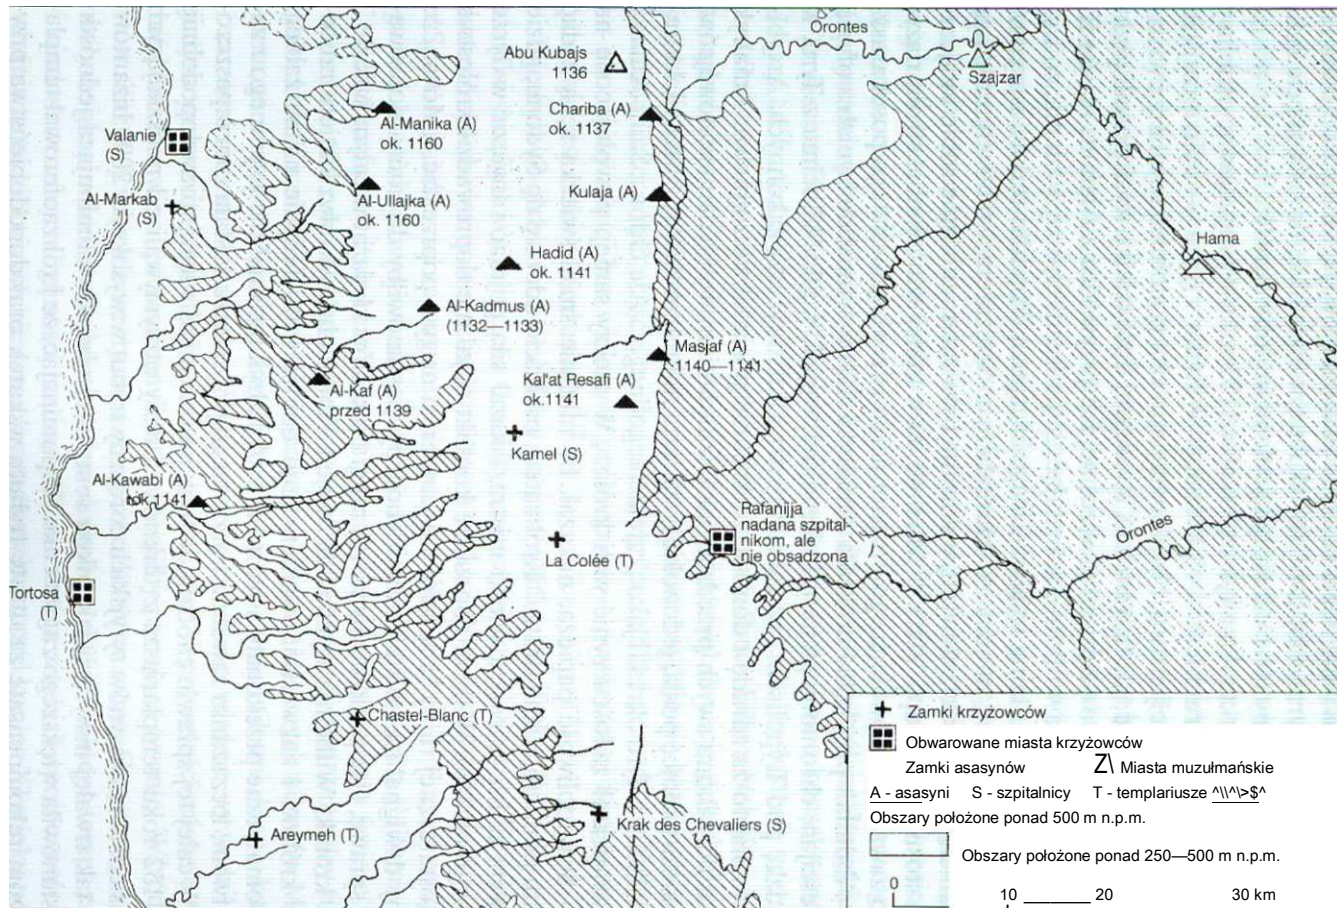 Orontes
Abu Kubajs
1136
Szajzar
Al-Manika (A)
ok. 1160
Chariba (A)
ok. 1137
Valanie
(S)
Al-Markab
(S)
Al-Ullajka (A)
ok. 1160
Kulaja (A)
Hama
Hadid (A)
ok. 1141
Al-Kadmus (A)
(1132—1133)
Masjaf (A)
1140—1141
Al-Kaf (A)
przed 1139
Kal'at Resafi (A)
ok.1141
Kamel (S)
Al-Kawabi (A)
ok. 1141
Rafanijja
nadana szpital-
nikom, ale
nie obsadzona
Orontes
La Colée (T)
Tortosa
(T)
Chastel-Blanc (T)
Areymeh (T)
Krak des Chevaliers (S)
Zamki krzyżowców
Obwarowane miasta krzyżowców
Zamki asasynów Z\ Miasta muzułmańskie
A - asasyni S - szpitalnicy T - templariusze ^\\^\>$^
Obszary położone ponad 500 m n.p.m.
Obszary położone ponad 250—500 m n.p.m.
0 10 20 30 km